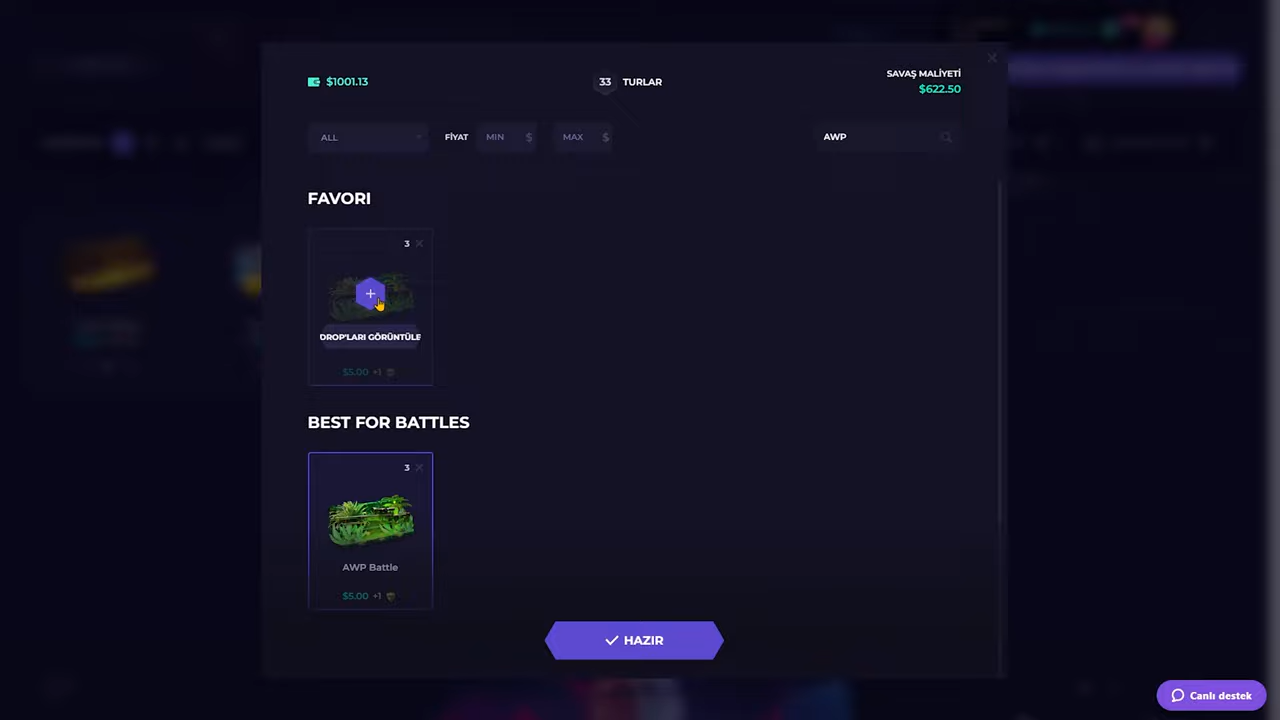 $1001.13
33 TURLAR
SAVAŞ MALİYETİ
$622.50
ALL
FİYAT MIN $ MAX $
AWP
FAVORI
3
DROP'LARI GÖRÜNTÜLE
$5.00 +1
BEST FOR BATTLES
3
AWP Battle
$5.00 +1
HAZIR
Canlı destek